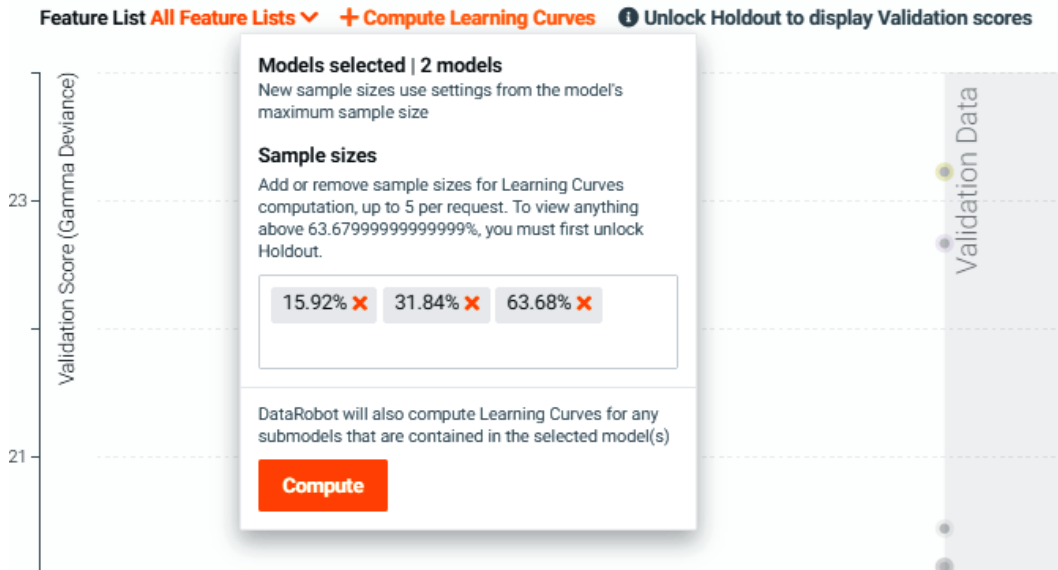 Feature List All Feature Lists + Compute Learning Curves Unlock Holdout to display Validation scores
Models selected | 2 models
New sample sizes use settings from the model's
maximum sample size
Sample sizes
Add or remove sample sizes for Learning Curves
computation, up to 5 per request. To view anything
above 63.67999999999999%, you must first unlock
Holdout.
15.92% 31.84% 63.68%
DataRobot will also compute Learning Curves for any
submodels that are contained in the selected model(s)
Compute
Validation Score (Gamma Deviance)
23
21
Validation Data